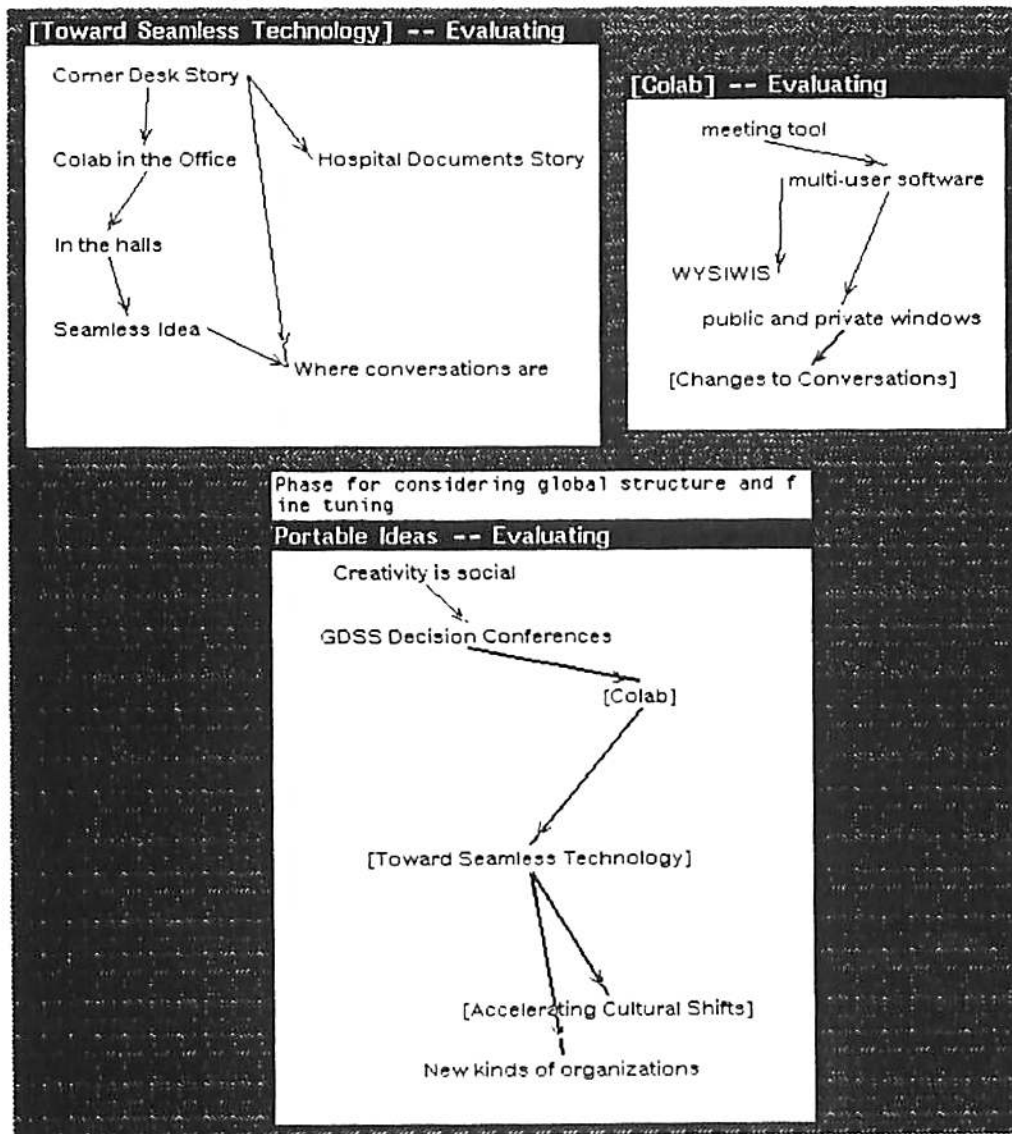 [Toward Seamless Technology] -- Evaluating
Corner Desk Story
Colab in the Office
Hospital Documents Story
In the halls
Seamless Idea
Where conversations are
[Colab] -- Evaluating
meeting tool
multi-user software
WYSIWIS
public and private windows
[Changes to Conversations]
Phase for considering global structure and f
ine tuning
Portable Ideas -- Evaluating
Creativity is social
GDSS Decision Conferences
[Colab]
[Toward Seamless Technology]
[Accelerating Cultural Shifts]
New kinds of organizations